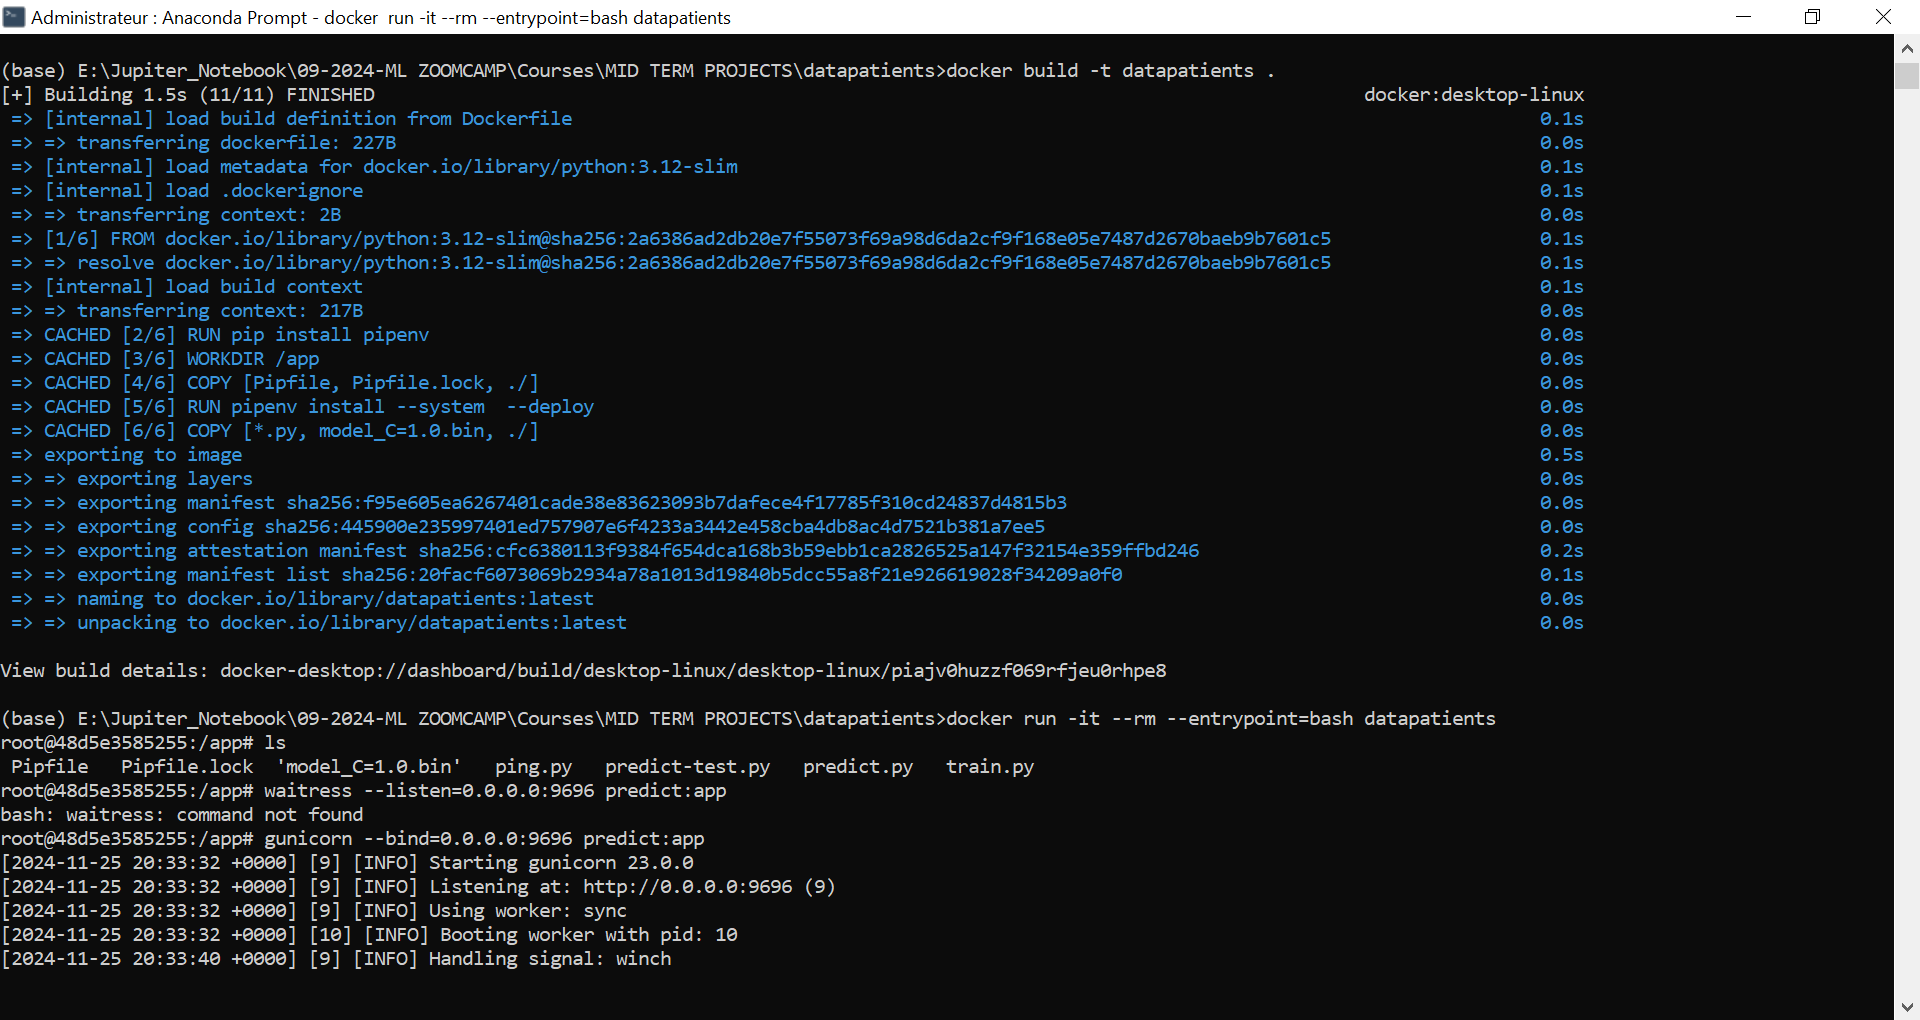 Administrateur : Anaconda Prompt - docker  run -it --rm --entrypoint=bash datapatients
(base) E:\Jupiter_Notebook\09-2024-ML ZOOMCAMP\Courses\MID TERM PROJECTS\datapatients>docker build -t datapatients .
[+] Building 1.5s (11/11) FINISHED docker:desktop-linux
=> [internal] load build definition from Dockerfile 0.1s
=> => transferring dockerfile: 227B 0.0s
=> [internal] load metadata for docker.io/library/python:3.12-slim 0.1s
=> [internal] load .dockerignore 0.1s
=> => transferring context: 2B 0.0s
=> [1/6] FROM docker.io/library/python:3.12-slim@sha256:2a6386ad2db20e7f55073f69a98d6da2cf9f168e05e7487d2670baeb9b7601c5 0.1s
=> => resolve docker.io/library/python:3.12-slim@sha256:2a6386ad2db20e7f55073f69a98d6da2cf9f168e05e7487d2670baeb9b7601c5 0.1s
=> [internal] load build context 0.1s
=> => transferring context: 217B 0.0s
=> CACHED [2/6] RUN pip install pipenv 0.0s
=> CACHED [3/6] WORKDIR /app 0.0s
=> CACHED [4/6] COPY [Pipfile, Pipfile.lock, ./] 0.0s
=> CACHED [5/6] RUN pipenv install --system  --deploy 0.0s
=> CACHED [6/6] COPY [*.py, model_C=1.0.bin, ./] 0.0s
=> exporting to image 0.5s
=> => exporting layers 0.0s
=> => exporting manifest sha256:f95e605ea6267401cade38e83623093b7dafece4f17785f310cd24837d4815b3 0.0s
=> => exporting config sha256:445900e235997401ed757907e6f4233a3442e458cba4db8ac4d7521b381a7ee5 0.0s
=> => exporting attestation manifest sha256:cfc6380113f9384f654dca168b3b59ebb1ca2826525a147f32154e359ffbd246 0.2s
=> => exporting manifest list sha256:20facf6073069b2934a78a1013d19840b5dcc55a8f21e926619028f34209a0f0 0.1s
=> => naming to docker.io/library/datapatients:latest 0.0s
=> => unpacking to docker.io/library/datapatients:latest 0.0s
View build details: docker-desktop://dashboard/build/desktop-linux/desktop-linux/piajv0huzzf069rfjeu0rhpe8
(base) E:\Jupiter_Notebook\09-2024-ML ZOOMCAMP\Courses\MID TERM PROJECTS\datapatients>docker run -it --rm --entrypoint=bash datapatients
root@48d5e3585255:/app# ls
Pipfile   Pipfile.lock  'model_C=1.0.bin'   ping.py   predict-test.py   predict.py   train.py
root@48d5e3585255:/app# waitress --listen=0.0.0.0:9696 predict:app
bash: waitress: command not found
root@48d5e3585255:/app# gunicorn --bind=0.0.0.0:9696 predict:app
[2024-11-25 20:33:32 +0000] [9] [INFO] Starting gunicorn 23.0.0
[2024-11-25 20:33:32 +0000] [9] [INFO] Listening at: http://0.0.0.0:9696 (9)
[2024-11-25 20:33:32 +0000] [9] [INFO] Using worker: sync
[2024-11-25 20:33:32 +0000] [10] [INFO] Booting worker with pid: 10
[2024-11-25 20:33:40 +0000] [9] [INFO] Handling signal: winch